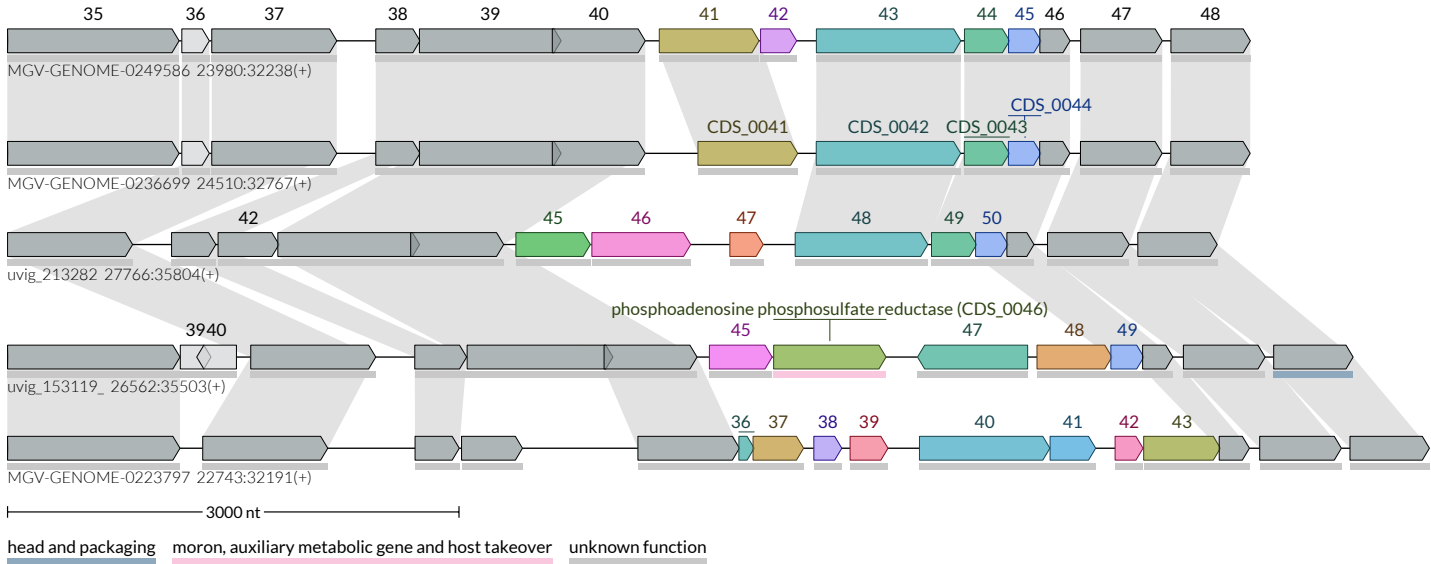 35 36 37 38 39 40 41 42 43 44 45 46 47 48
MGV-GENOME-0249586 23980:32238(+)
CDS_0044
CDS_0041 CDS_0042 CDS_0043
MGV-GENOME-0236699 24510:32767(+)
42 45 46 47 48 49 50
uvig_213282 27766:35804(+)
phosphoadenosine phosphosulfate reductase (CDS_0046)
39 40 45 47 48 49
uvig_153119_ 26562:35503(+)
36 37 38 39 40 41 42 43
MGV-GENOME-0223797 22743:32191(+)
3000 nt
head and packaging moron, auxiliary metabolic gene and host takeover unknown function